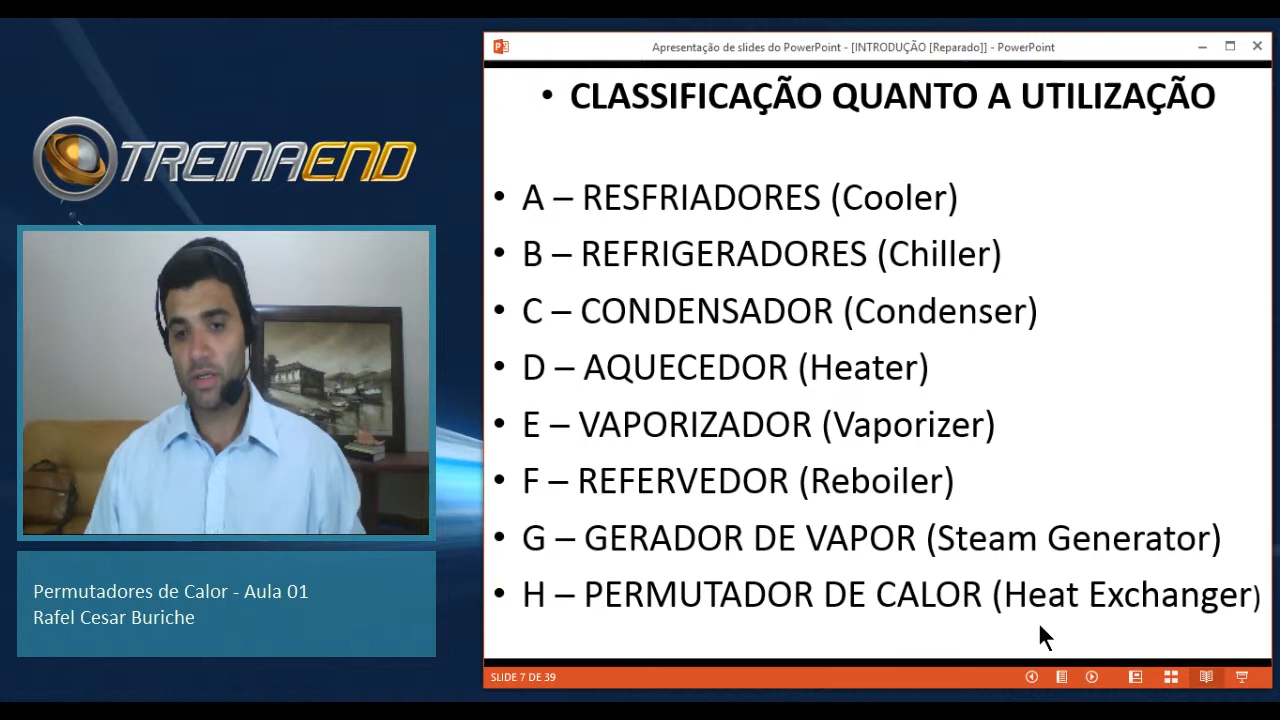 TREINAEND
Permutadores de Calor - Aula 01
Rafel Cesar Buriche
Apresentação de slides do PowerPoint - [INTRODUÇÃO [Reparado]] - PowerPoint
• CLASSIFICAÇÃO QUANTO A UTILIZAÇÃO
• A – RESFRIADORES (Cooler)
• B – REFRIGERADORES (Chiller)
• C – CONDENSADOR (Condenser)
• D – AQUECEDOR (Heater)
• E – VAPORIZADOR (Vaporizer)
• F – REFERVEDOR (Reboiler)
• G – GERADOR DE VAPOR (Steam Generator)
• H – PERMUTADOR DE CALOR (Heat Exchanger)
SLIDE 7 DE 39